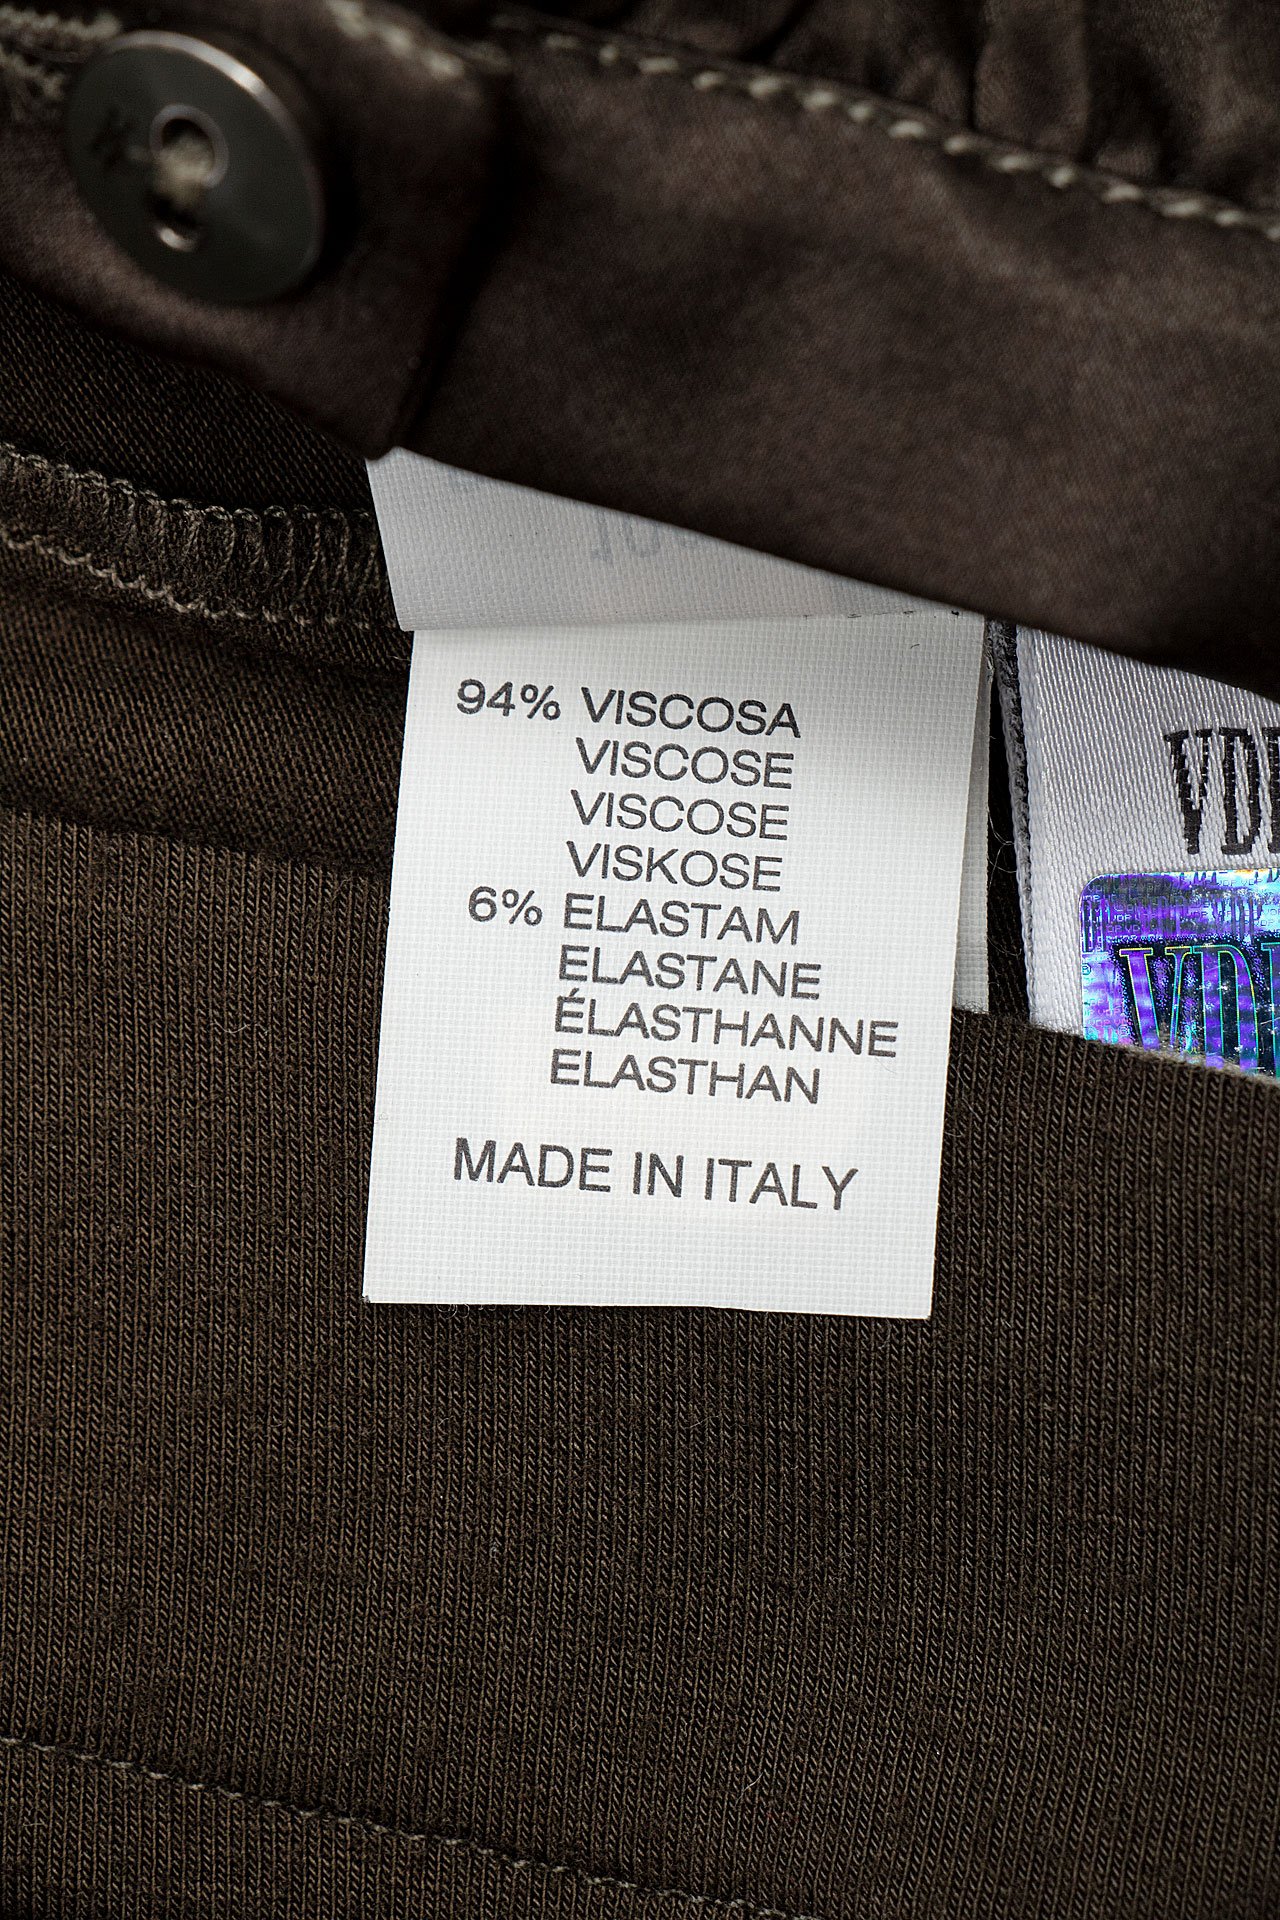 94% VISCOSA
VISCOSE
VISCOSE
VISKOSE
6% ELASTAM
ELASTANE
ÉLASTHANNE
ELASTHAN
MADE IN ITALY